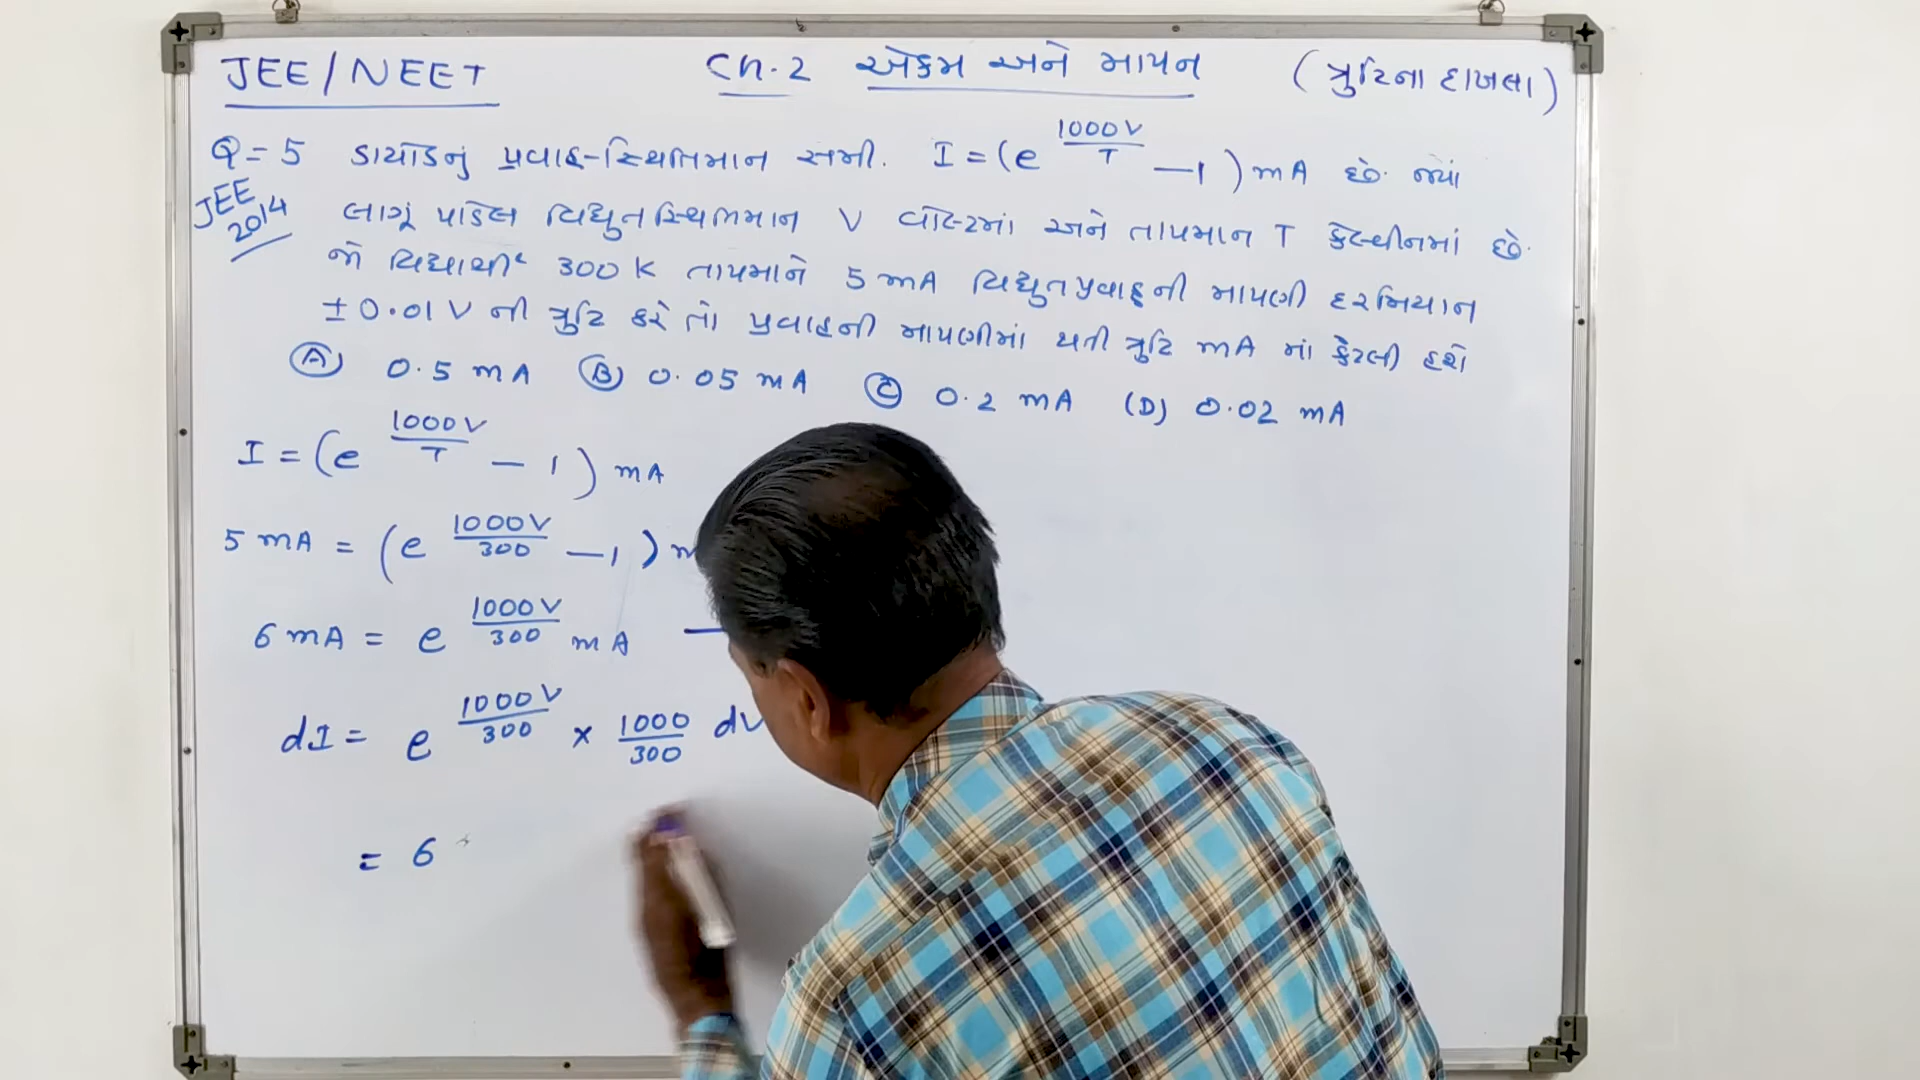 JEE/NEET Ch.2 એકમ અને માપન (ત્રુટિના દાખલા)
Q=5 ડાયોડનું પ્રવાહ-સ્થિતિમાન સમી. I = (e^{1000V/T} - 1) mA છે. જ્યાં
JEE 2014
લાગૂં પાડેલ વિદ્યુતસ્થિતિમાન V વોલ્ટમાં અને તાપમાન T કેલ્વીનમાં છે.
જો વિદ્યાર્થી 300 K તાપમાને 5 mA વિદ્યુતપ્રવાહની માપણી દરમિયાન
±0.01 V ની ત્રુટિ કરે તો પ્રવાહની માપણીમાં થતી ત્રુટિ mA માં કેટલી હશે
(A) 0.5 mA (B) 0.05 mA (C) 0.2 mA (D) 0.02 mA
I = (e^{1000V/T} - 1) mA
5 mA = (e^{1000V/300} - 1)
6 mA = e^{1000V/300} mA —
dI = e^{1000V/300} × 1000/300 dV
= 6